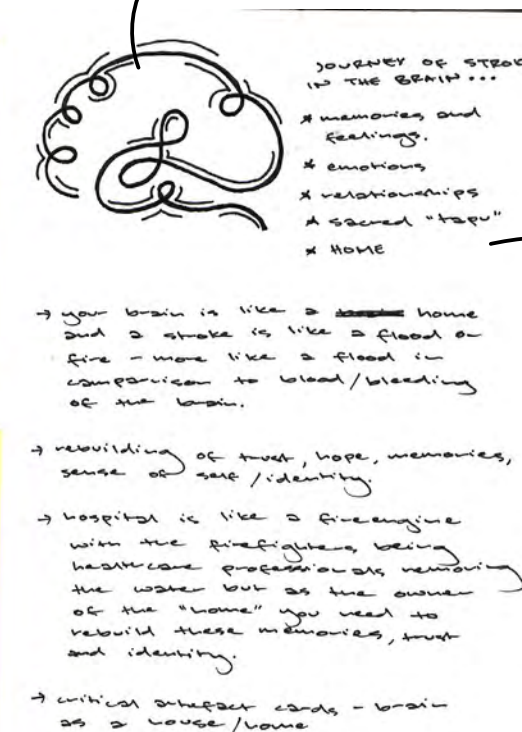 JOURNEY OF STROKE
IN THE BRAIN...
* memories and
feelings.
* emotions
* relationships
* sacred "tapu"
* HOME
→ your brain is like a home
and a stroke is like a flood or
fire - more like a flood in
comparison to blood/bleeding
of the brain.
→ rebuilding of trust, hope, memories,
sense of self/identity.
→ hospital is like a fireengine
with the firefighters being
healthcare professionals removing
the water but as the owner
of the "home" you need to
rebuild these memories, trust
and identity.
→ critical artefact cards - brain
as a house/home